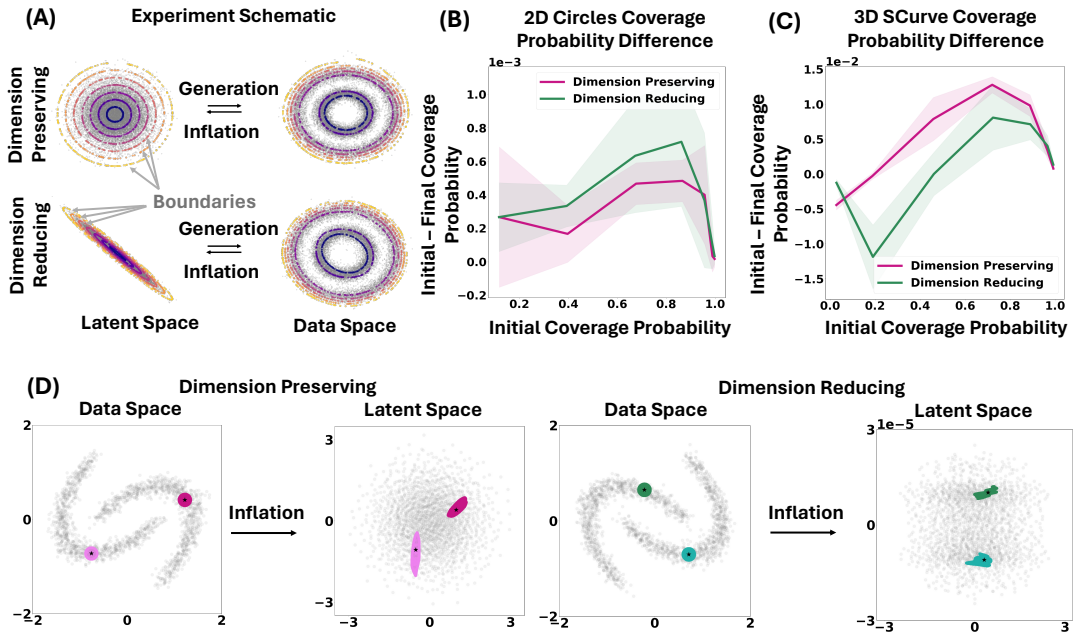 (A)
Experiment Schematic
Dimension
Preserving
Generation
Inflation
Boundaries
Dimension
Reducing
Generation
Inflation
Latent Space
Data Space
(B)
2D Circles Coverage
Probability Difference
1e−3
Dimension Preserving
Dimension Reducing
Initial − Final Coverage
Probability
1.0
0.8
0.6
0.4
0.2
0.0
−0.2
0.2 0.4 0.6 0.8 1.0
Initial Coverage Probability
(C)
3D SCurve Coverage
Probability Difference
1e−2
Initial − Final Coverage
Probability
1.5
1.0
0.5
0.0
−0.5
−1.0
−1.5
Dimension Preserving
Dimension Reducing
0.0 0.2 0.4 0.6 0.8 1.0
Initial Coverage Probability
(D)
Dimension Preserving
Data Space
2
0
−2
−2 0 2
Inflation
Latent Space
3
0
−3
−3 0 3
Dimension Reducing
Data Space
2
0
−2
−2 0 2
Inflation
Latent Space
1e−5
3
0
−3
−3 0 3